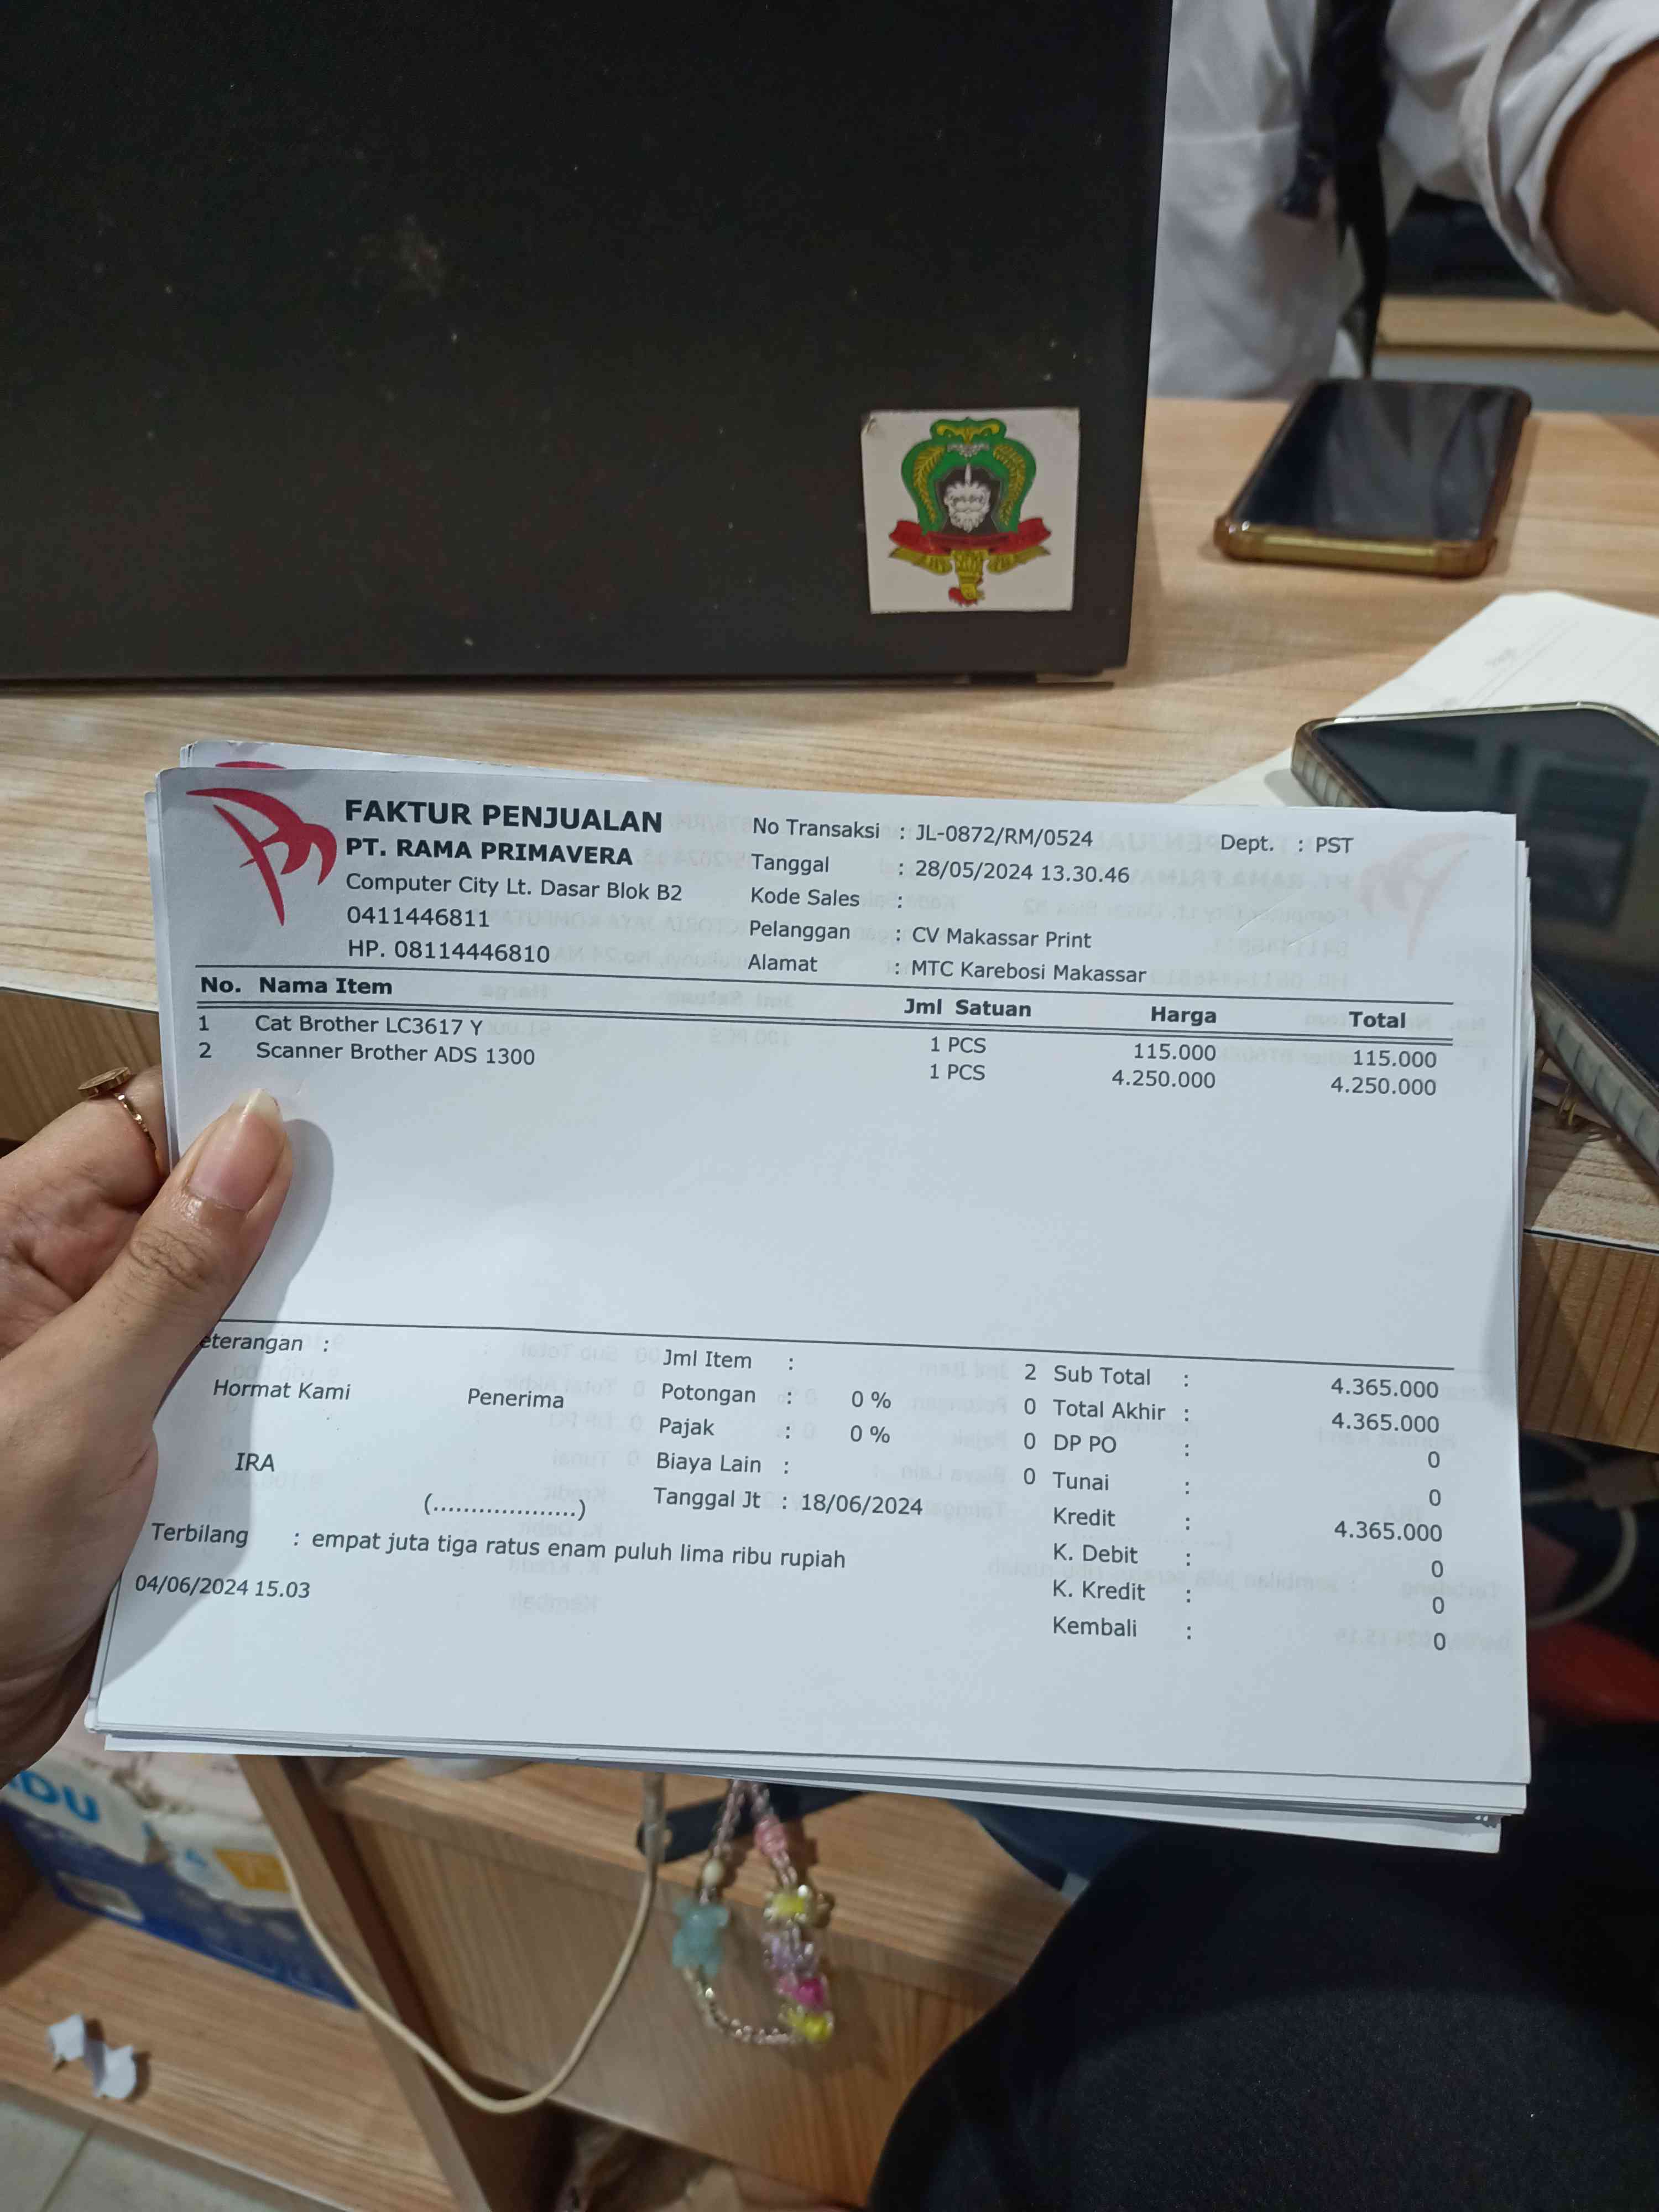 FAKTUR PENJUALAN
PT. RAMA PRIMAVERA
Computer City Lt. Dasar Blok B2
0411446811
HP. 08114446810
No Transaksi : JL-0872/RM/0524
Dept. : PST
Tanggal : 28/05/2024 13.30.46
Kode Sales :
Pelanggan : CV Makassar Print
Alamat : MTC Karebosi Makassar
No. Nama Item Jml Satuan Harga Total
1 Cat Brother LC3617 Y 1 PCS 115.000 115.000
2 Scanner Brother ADS 1300 1 PCS 4.250.000 4.250.000
eterangan :
Hormat Kami
Penerima
IRA
(...................)
Jml Item : 2
Potongan : 0 % 0
Pajak : 0 % 0
Biaya Lain : 0
Tanggal Jt : 18/06/2024
Sub Total : 4.365.000
Total Akhir : 4.365.000
DP PO : 0
Tunai : 0
Kredit : 4.365.000
K. Debit : 0
K. Kredit : 0
Kembali : 0
Terbilang : empat juta tiga ratus enam puluh lima ribu rupiah
04/06/2024 15.03
DU